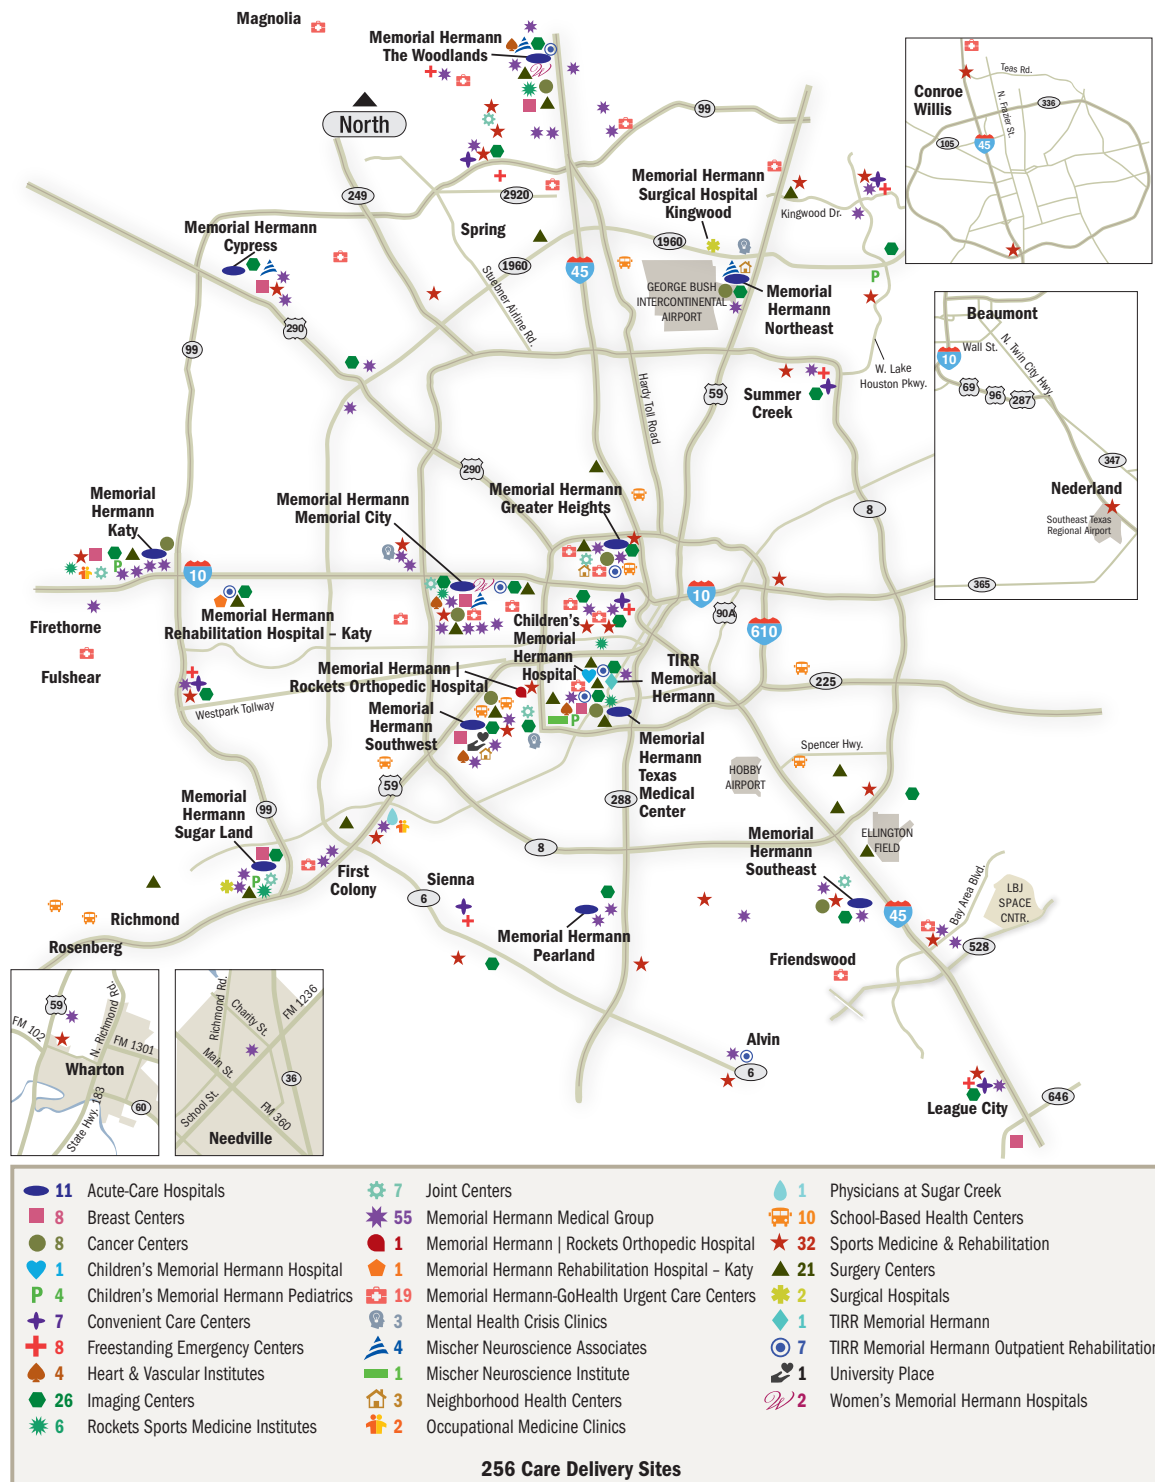 Magnolia
Memorial Hermann
The Woodlands
North
99
249
2920
Spring
1960
Stuebner Airline Rd.
45
Memorial Hermann
Surgical Hospital
Kingwood
1960
Kingwood Dr.
GEORGE BUSH
INTERCONTINENTAL
AIRPORT
Memorial
Hermann
Northeast
P
W. Lake
Houston Pkwy.
Conroe
Willis
Teas Rd.
N. Frazier St.
336
105
45
Memorial Hermann
Cypress
290
99
Hardy Toll Road
59
Summer
Creek
Beaumont
Wall St.
10
N. Twin City Hwy.
69
96
287
347
Nederland
Southeast Texas
Regional Airport
365
290
8
Memorial
Hermann
Katy
P
10
Memorial Hermann
Memorial City
W
Memorial Hermann
Greater Heights
10
90A
610
Firethorne
Fulshear
Memorial Hermann
Rehabilitation Hospital – Katy
Westpark Tollway
Children’s
Memorial
Hermann
Hospital
TIRR
Memorial
Hermann
225
Memorial Hermann |
Rockets Orthopedic Hospital
Memorial
Hermann
Southwest
P
Memorial
Hermann
Texas
Medical
Center
Spencer Hwy.
HOBBY
AIRPORT
59
288
99
Memorial
Hermann
Sugar Land
P
First
Colony
8
Memorial
Hermann
Southeast
ELLINGTON
FIELD
45
Bay Area Blvd.
LBJ
SPACE
CNTR.
528
Friendswood
Sienna
6
Memorial Hermann
Pearland
Richmond
Rosenberg
Alvin
6
League City
646
59
FM 102
N. Richmond Rd.
FM 1301
Wharton
State Hwy. 183
60
Richmond Rd.
Charity St.
FM 1236
Main St.
36
School St.
FM 360
Needville
11 Acute-Care Hospitals
8 Breast Centers
8 Cancer Centers
1 Children’s Memorial Hermann Hospital
P 4 Children’s Memorial Hermann Pediatrics
7 Convenient Care Centers
8 Freestanding Emergency Centers
4 Heart & Vascular Institutes
26 Imaging Centers
6 Rockets Sports Medicine Institutes
7 Joint Centers
55 Memorial Hermann Medical Group
1 Memorial Hermann | Rockets Orthopedic Hospital
1 Memorial Hermann Rehabilitation Hospital – Katy
19 Memorial Hermann-GoHealth Urgent Care Centers
3 Mental Health Crisis Clinics
4 Mischer Neuroscience Associates
1 Mischer Neuroscience Institute
3 Neighborhood Health Centers
2 Occupational Medicine Clinics
1 Physicians at Sugar Creek
10 School-Based Health Centers
32 Sports Medicine & Rehabilitation
21 Surgery Centers
2 Surgical Hospitals
1 TIRR Memorial Hermann
7 TIRR Memorial Hermann Outpatient Rehabilitation
1 University Place
W 2 Women’s Memorial Hermann Hospitals
256 Care Delivery Sites